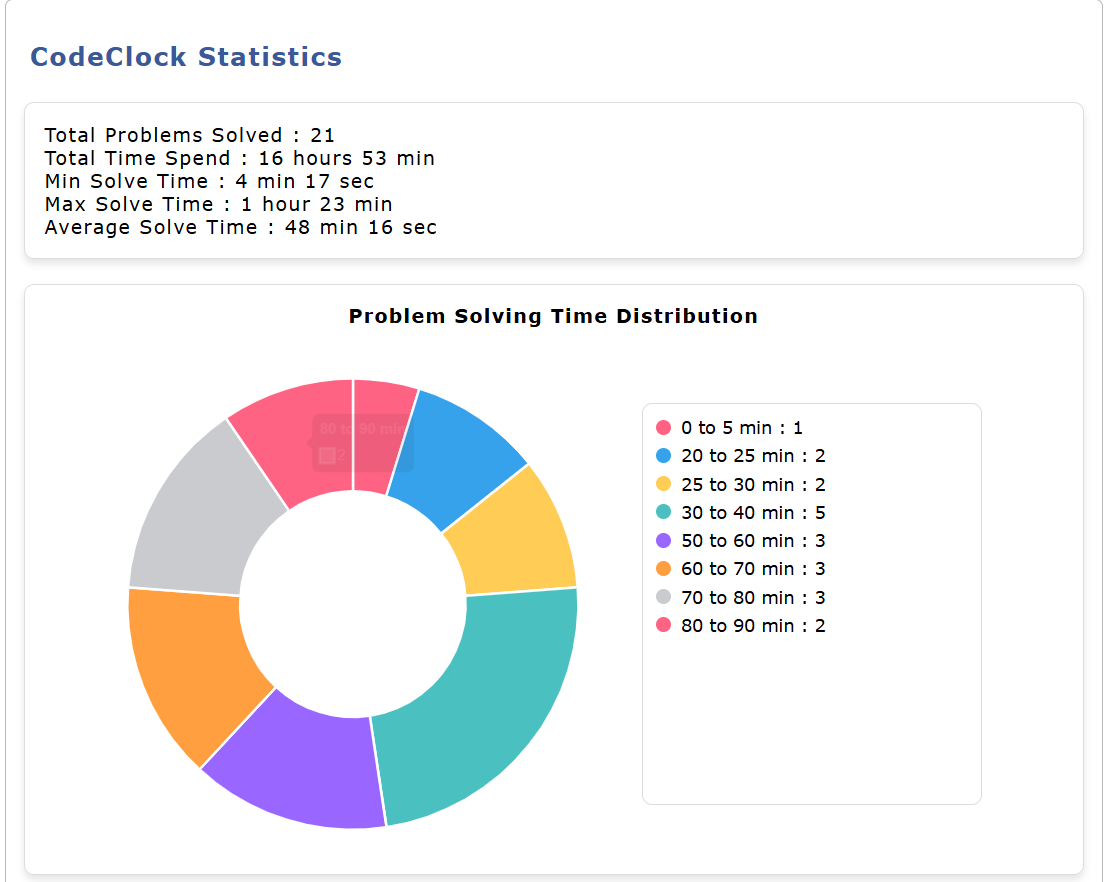 CodeClock Statistics
Total Problems Solved : 21
Total Time Spend : 16 hours 53 min
Min Solve Time : 4 min 17 sec
Max Solve Time : 1 hour 23 min
Average Solve Time : 48 min 16 sec
Problem Solving Time Distribution
80 to 90 min
2
0 to 5 min : 1
20 to 25 min : 2
25 to 30 min : 2
30 to 40 min : 5
50 to 60 min : 3
60 to 70 min : 3
70 to 80 min : 3
80 to 90 min : 2